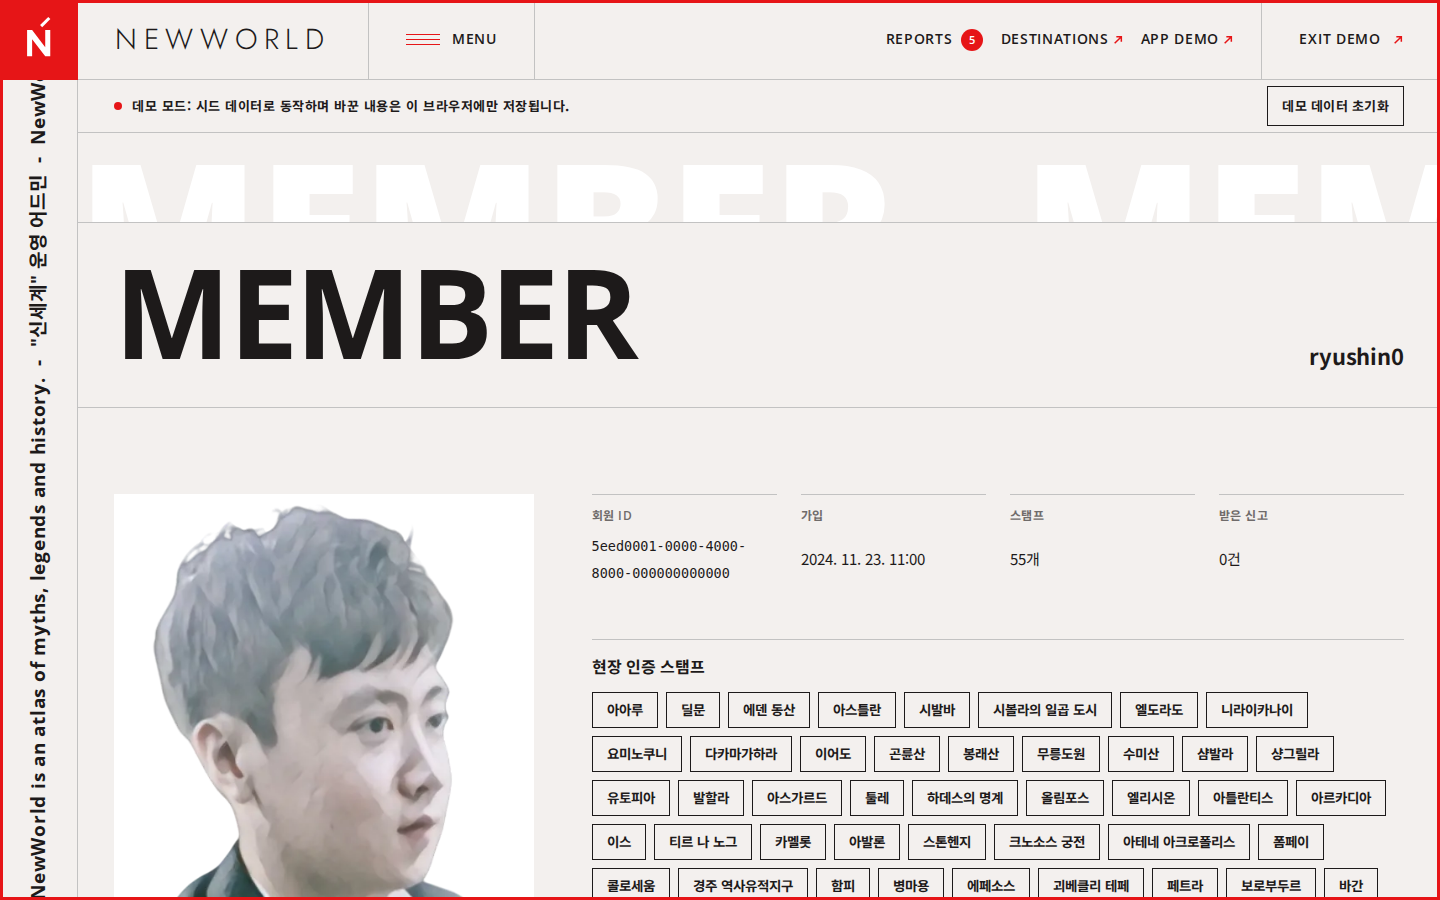 Ń
NEWWORLD
MENU
REPORTS 5
DESTINATIONS
APP DEMO
EXIT DEMO
데모 모드: 시드 데이터로 동작하며 바꾼 내용은 이 브라우저에만 저장됩니다.
데모 데이터 초기화
NewWorld is an atlas of myths, legends and history. - "신세계" 운영 어드민 - NewWo
MEMBER MEM
MEMBER
ryushin0
회원 ID
5eed0001-0000-4000-
8000-000000000000
가입
2024. 11. 23. 11:00
스탬프
55개
받은 신고
0건
현장 인증 스탬프
아아루 딜문 에덴 동산 아스틀란 시발바 시볼라의 일곱 도시 엘도라도 니라이카나이
요미노쿠니 다카마가하라 이어도 곤륜산 봉래산 무릉도원 수미산 샴발라 샹그릴라
유토피아 발할라 아스가르드 툴레 하데스의 명계 올림포스 엘리시온 아틀란티스 아르카디아
이스 티르 나 노그 카멜롯 아발론 스톤헨지 크노소스 궁전 아테네 아크로폴리스 폼페이
콜로세움 경주 역사유적지구 함피 병마용 에페소스 괴베클리 테페 페트라 보로부두르 바간